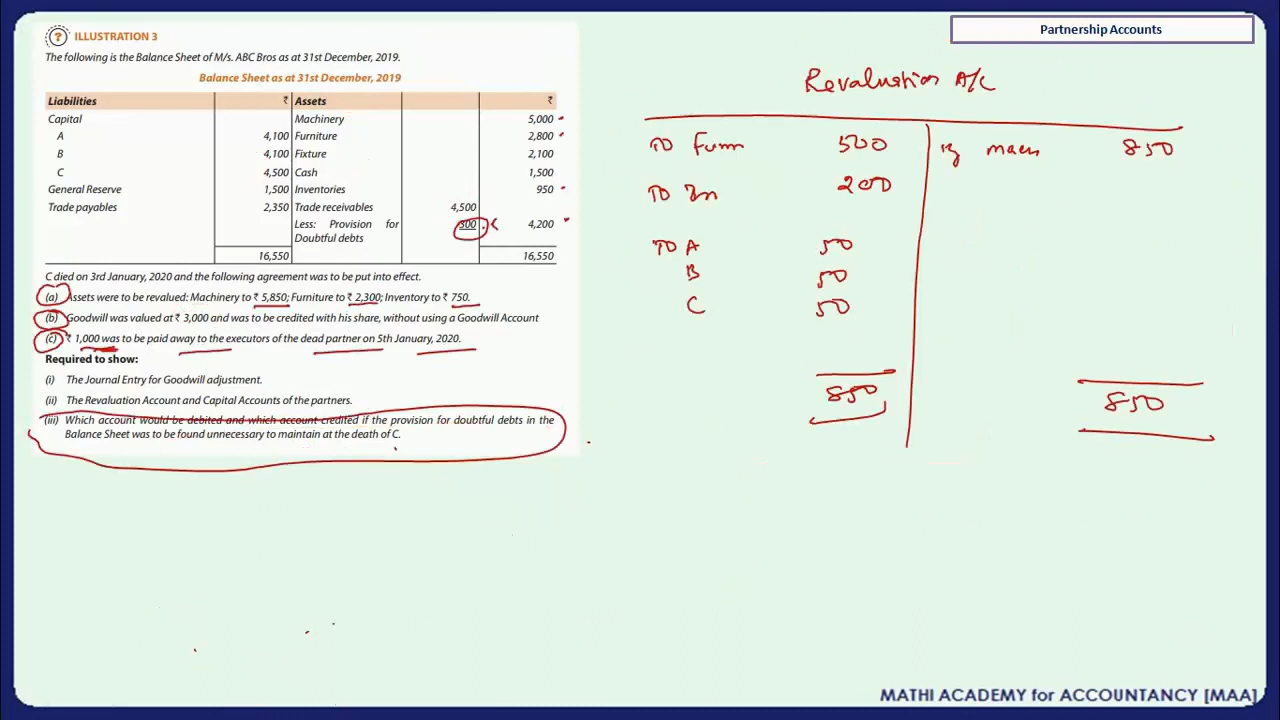 Partnership Accounts
ILLUSTRATION 3
The following is the Balance Sheet of M/s. ABC Bros as at 31st December, 2019.
Balance Sheet as at 31st December, 2019
Liabilities ₹ Assets ₹
Capital Machinery 5,000
A 4,100 Furniture 2,800
B 4,100 Fixture 2,100
C 4,500 Cash 1,500
General Reserve 1,500 Inventories 950
Trade payables 2,350 Trade receivables 4,500
Less: Provision for 300 4,200
Doubtful debts
16,550 16,550
C died on 3rd January, 2020 and the following agreement was to be put into effect.
(a) Assets were to be revalued: Machinery to ₹ 5,850; Furniture to ₹ 2,300; Inventory to ₹ 750.
(b) Goodwill was valued at ₹ 3,000 and was to be credited with his share, without using a Goodwill Account
(c) ₹ 1,000 was to be paid away to the executors of the dead partner on 5th January, 2020.
Required to show:
(i) The Journal Entry for Goodwill adjustment.
(ii) The Revaluation Account and Capital Accounts of the partners.
(iii) Which account would be debited and which account credited if the provision for doubtful debts in the
Balance Sheet was to be found unnecessary to maintain at the death of C.
Revaluation A/C
TO Furn 500 By mach 850
TO Inn 200
TO A 50
B 50
C 50
850 850
MATHI ACADEMY for ACCOUNTANCY [MAA]